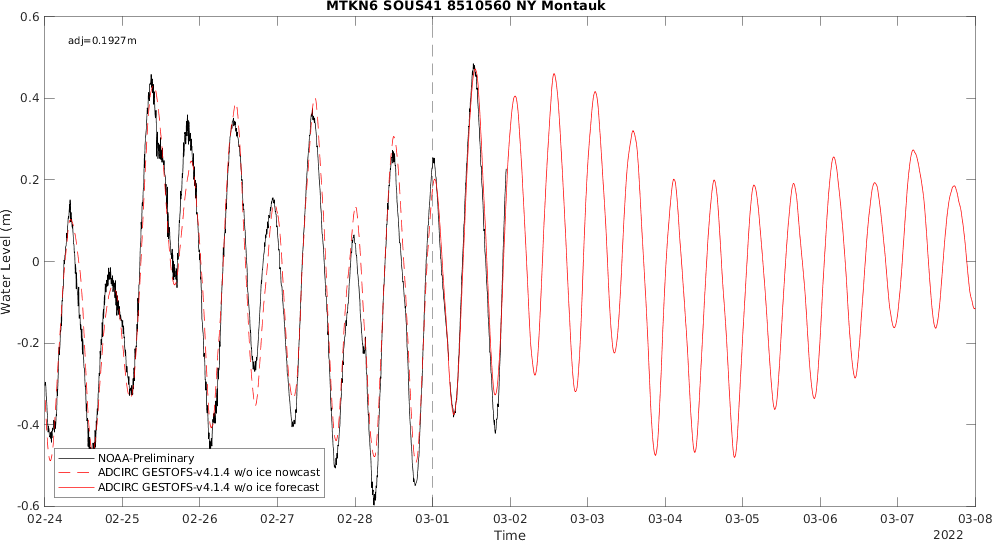 MTKN6 SOUS41 8510560 NY Montauk
adj=0.1927m
0.6
0.4
0.2
0
-0.2
-0.4
-0.6
Water Level (m)
NOAA-Preliminary
ADCIRC GESTOFS-v4.1.4 w/o ice nowcast
ADCIRC GESTOFS-v4.1.4 w/o ice forecast
02-24 02-25 02-26 02-27 02-28 03-01 03-02 03-03 03-04 03-05 03-06 03-07 03-08
Time
2022